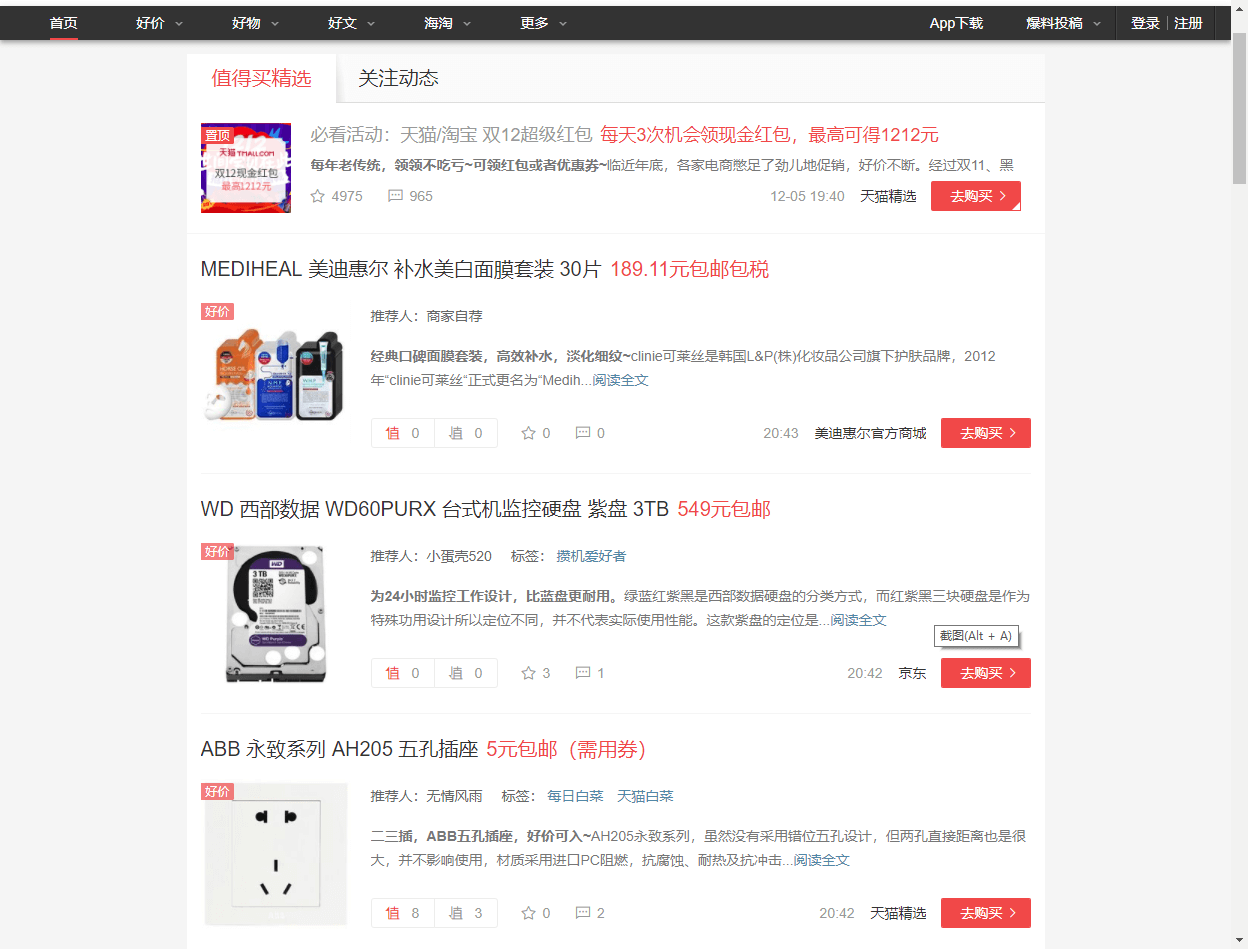 首页 好价 好物 好文 海淘 更多 App下载 爆料投稿 登录 注册
值得买精选 关注动态
置顶
天猫 TMALL.COM
双12现金红包
最高1212元
必看活动：天猫/淘宝 双12超级红包 每天3次机会领现金红包，最高可得1212元
每年老传统，领领不吃亏~可领红包或者优惠券~临近年底，各家电商憋足了劲儿地促销，好价不断。经过双11、黑
4975 965 12-05 19:40 天猫精选 去购买
MEDIHEAL 美迪惠尔 补水美白面膜套装 30片 189.11元包邮包税
好价
推荐人：商家自荐
经典口碑面膜套装，高效补水，淡化细纹~clinie可莱丝是韩国L&P(株)化妆品公司旗下护肤品牌，2012
年“clinie可莱丝“正式更名为“Medih...阅读全文
值 0 值 0 0 0 20:43 美迪惠尔官方商城 去购买
WD 西部数据 WD60PURX 台式机监控硬盘 紫盘 3TB 549元包邮
好价
WD
3 TB
WD Purple
推荐人：小蛋壳520 标签： 攒机爱好者
为24小时监控工作设计，比蓝盘更耐用。绿蓝红紫黑是西部数据硬盘的分类方式，而红紫黑三块硬盘是作为
特殊功用设计所以定位不同，并不代表实际使用性能。这款紫盘的定位是...阅读全文
截图(Alt + A)
值 0 值 0 3 1 20:42 京东 去购买
ABB 永致系列 AH205 五孔插座 5元包邮（需用券）
好价
推荐人：无情风雨 标签： 每日白菜 天猫白菜
二三插，ABB五孔插座，好价可入~AH205永致系列，虽然没有采用错位五孔设计，但两孔直接距离也是很
大，并不影响使用，材质采用进口PC阻燃，抗腐蚀、耐热及抗冲击...阅读全文
值 8 值 3 0 2 20:42 天猫精选 去购买